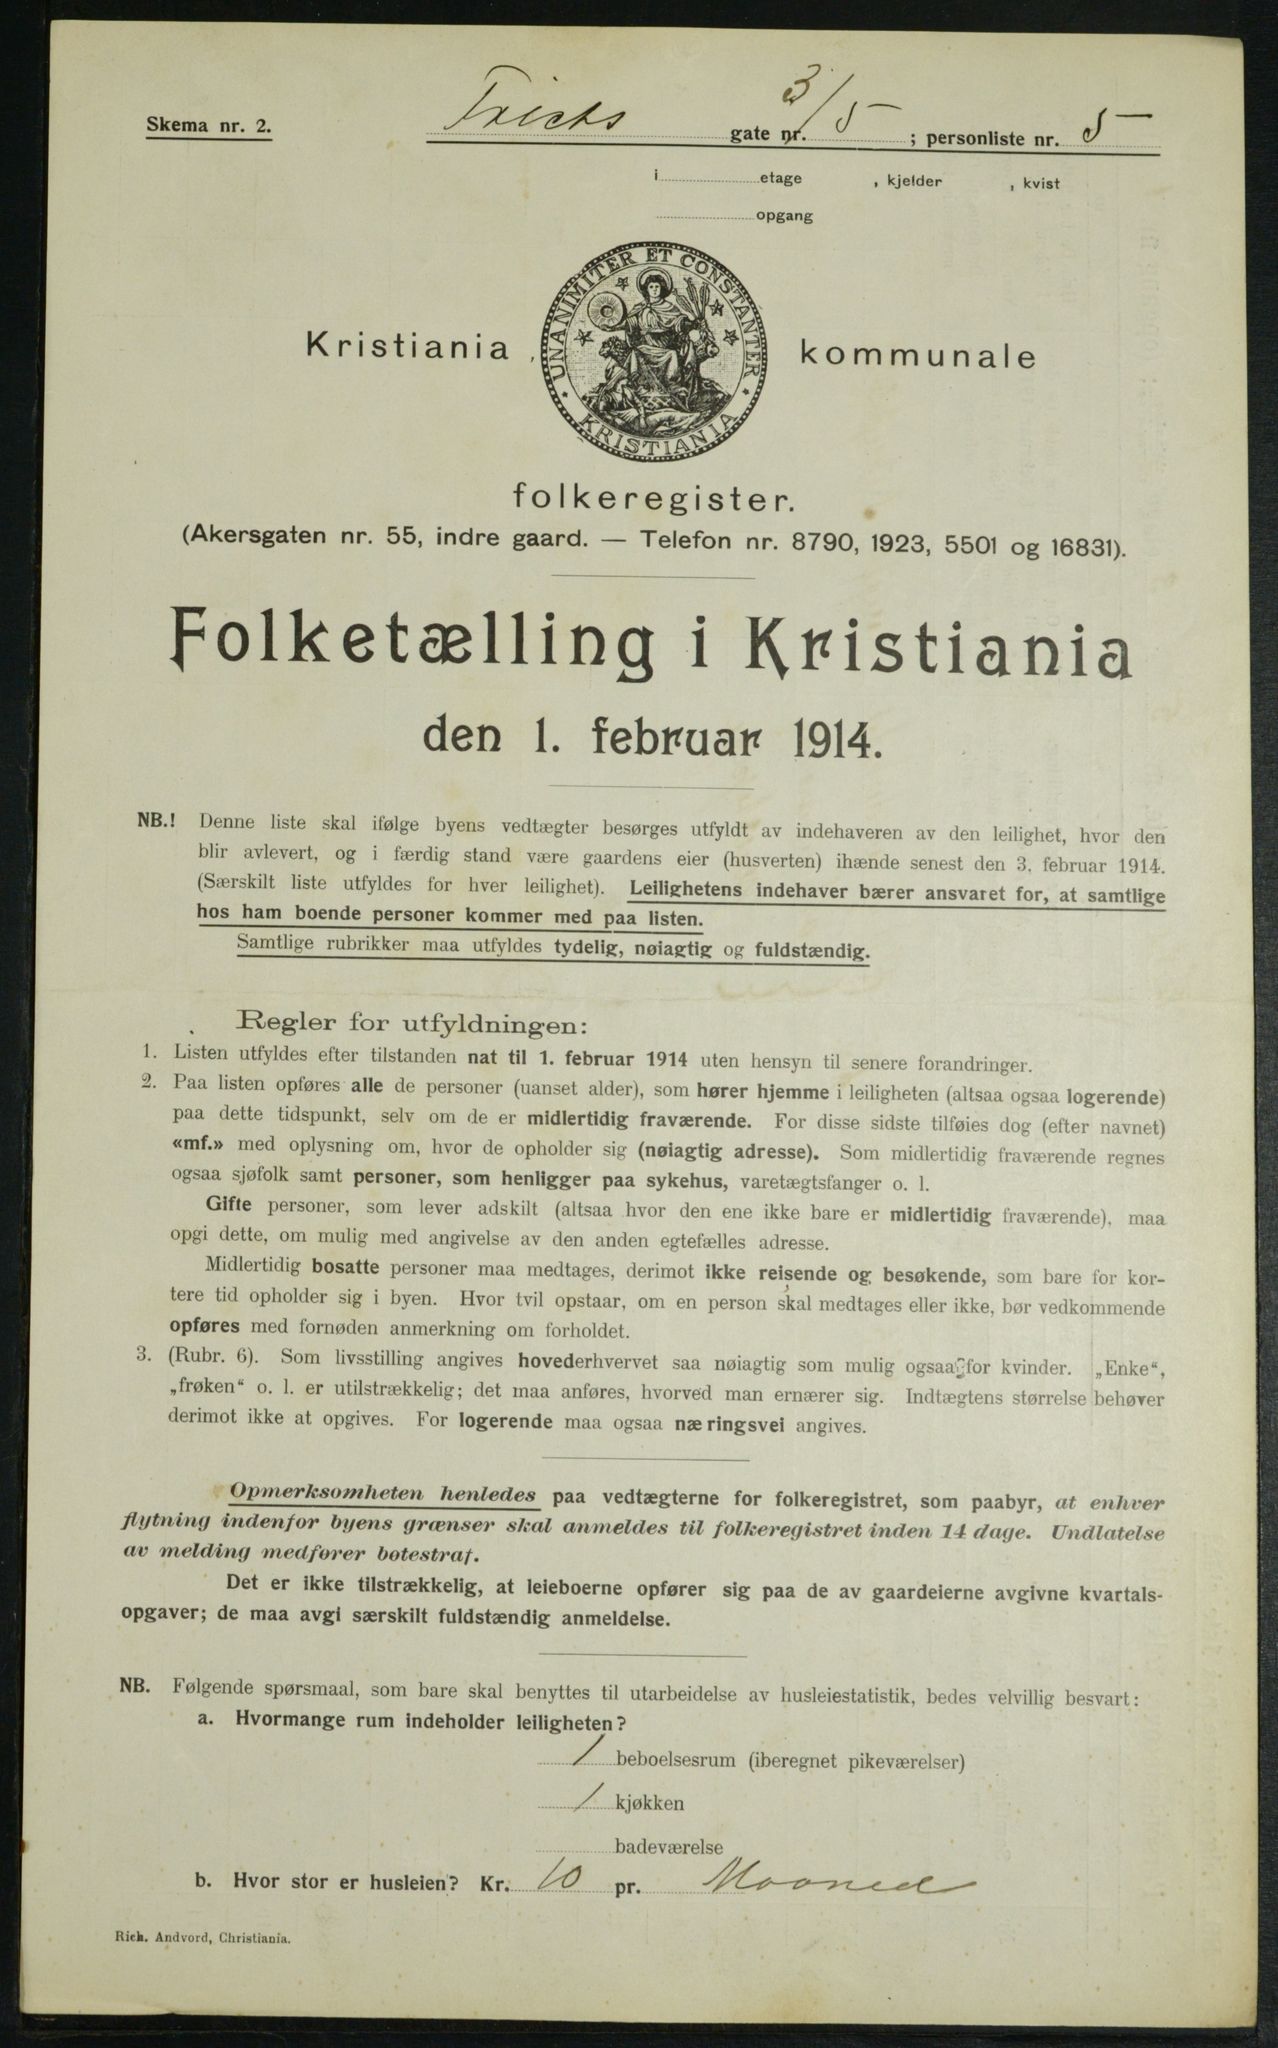 Skema nr. 2.
Friets gate nr. 3/5; personliste nr. 5
i etage, kjelder, kvist
opgang
UNANIMITER ET CONSTANTER
KRISTIANIA
Kristiania kommunale
folkeregister.
(Akersgaten nr. 55, indre gaard. — Telefon nr. 8790, 1923, 5501 og 16831).
Folketælling i Kristiania
den 1. februar 1914.
NB.! Denne liste skal ifølge byens vedtægter besørges utfyldt av indehaveren av den leilighet, hvor den
blir avlevert, og i færdig stand være gaardens eier (husverten) ihænde senest den 3. februar 1914.
(Særskilt liste utfyldes for hver leilighet). Leilighetens indehaver bærer ansvaret for, at samtlige
hos ham boende personer kommer med paa listen.
Samtlige rubrikker maa utfyldes tydelig, nøiagtig og fuldstændig.
Regler for utfyldningen:
1. Listen utfyldes efter tilstanden nat til 1. februar 1914 uten hensyn til senere forandringer.
2. Paa listen opføres alle de personer (uanset alder), som hører hjemme i leiligheten (altsaa ogsaa logerende)
paa dette tidspunkt, selv om de er midlertidig fraværende. For disse sidste tilføies dog (efter navnet)
«mf.» med oplysning om, hvor de opholder sig (nøiagtig adresse). Som midlertidig fraværende regnes
ogsaa sjøfolk samt personer, som henligger paa sykehus, varetægtsfanger o. l.
Gifte personer, som lever adskilt (altsaa hvor den ene ikke bare er midlertidig fraværende), maa
opgi dette, om mulig med angivelse av den anden egtefælles adresse.
Midlertidig bosatte personer maa medtages, derimot ikke reisende og besøkende, som bare for kor-
tere tid opholder sig i byen. Hvor tvil opstaar, om en person skal medtages eller ikke, bør vedkommende
opføres med fornøden anmerkning om forholdet.
3. (Rubr. 6). Som livsstilling angives hovederhvervet saa nøiagtig som mulig ogsaa for kvinder. „Enke“,
„frøken“ o. l. er utilstrækkelig; det maa anføres, hvorved man ernærer sig. Indtægtens størrelse behøver
derimot ikke at opgives. For logerende maa ogsaa næringsvei angives.
Opmerksomheten henledes paa vedtægterne for folkeregistret, som paabyr, at enhver
flytning indenfor byens grænser skal anmeldes til folkeregistret inden 14 dage. Undlatelse
av melding medfører bøtestraf.
Det er ikke tilstrækkelig, at leieboerne opfører sig paa de av gaardeierne avgivne kvartals-
opgaver; de maa avgi særskilt fuldstændig anmeldelse.
NB. Følgende spørsmaal, som bare skal benyttes til utarbeidelse av husleiestatistik, bedes velvillig besvart:
a. Hvormange rum indeholder leiligheten?
1 beboelsesrum (iberegnet pikeværelser)
1 kjøkken
badeværelse
b. Hvor stor er husleien? Kr. 10 pr. Maaned
Rich. Andvord, Christiania.